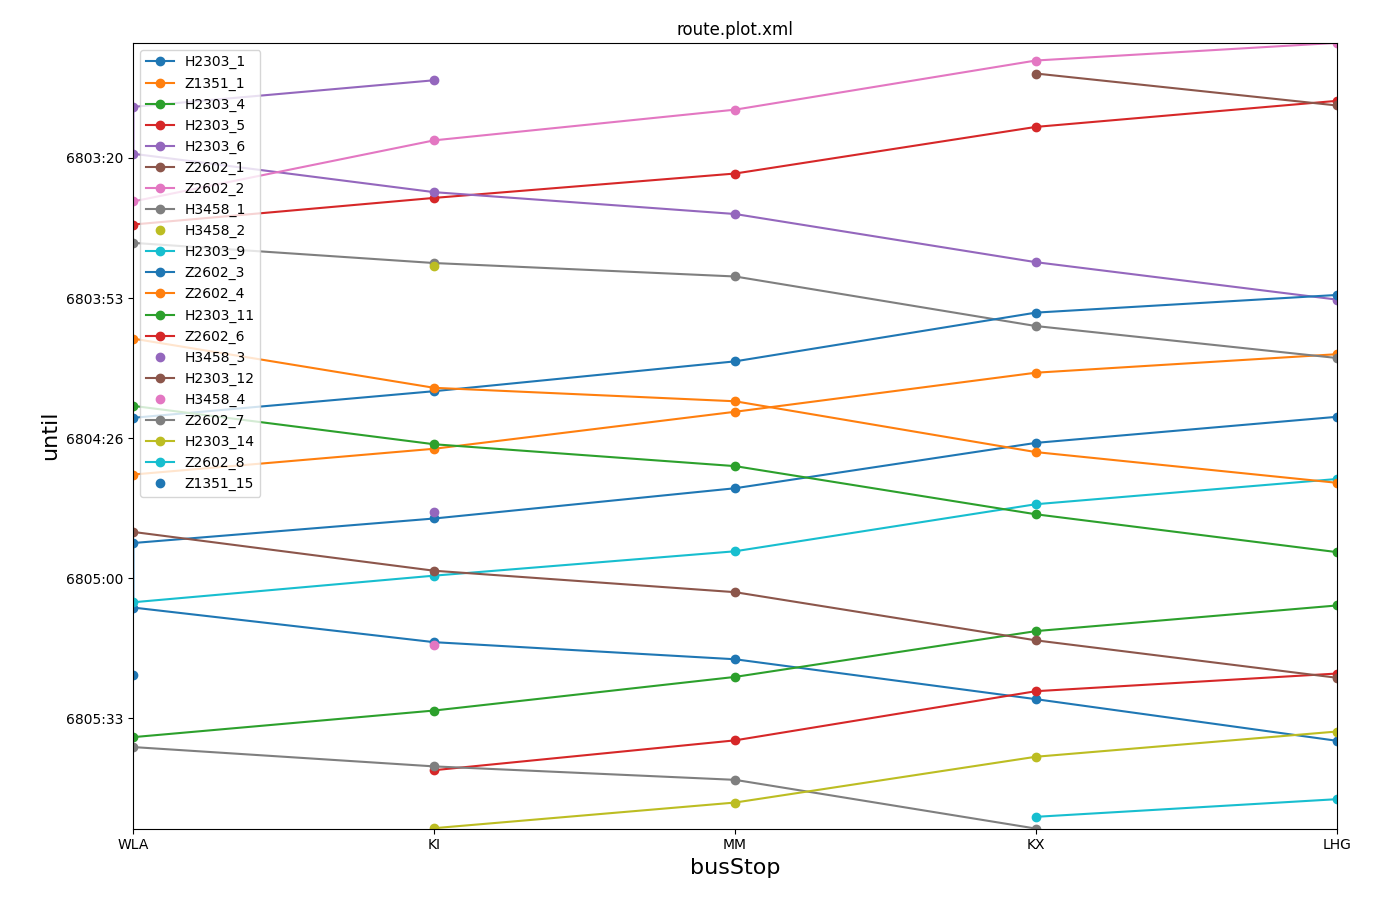 route.plot.xml
H2303_1
Z1351_1
H2303_4
H2303_5
H2303_6
Z2602_1
Z2602_2
H3458_1
H3458_2
H2303_9
Z2602_3
Z2602_4
H2303_11
Z2602_6
H3458_3
H2303_12
H3458_4
Z2602_7
H2303_14
Z2602_8
Z1351_15
6803:20
6803:53
6804:26
6805:00
6805:33
until
WLA KI MM KX LHG
busStop